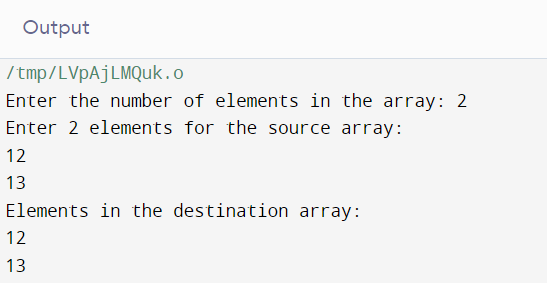 Output
/tmp/LVpAjLMQuk.o
Enter the number of elements in the array: 2
Enter 2 elements for the source array:
12
13
Elements in the destination array:
12
13